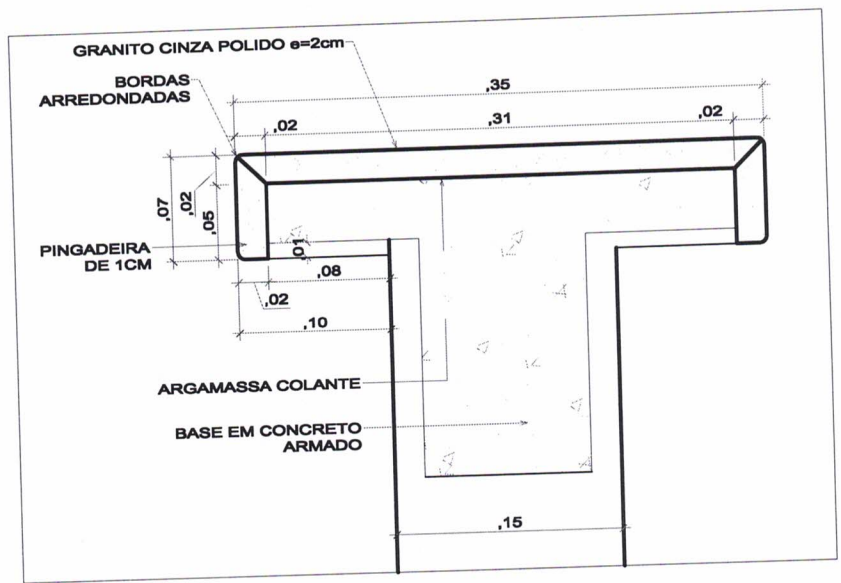 GRANITO CINZA POLIDO e=2cm
BORDAS
ARREDONDADAS
,35
,02
,31
,02
,07
,02
,05
,01
PINGADEIRA
DE 1CM
,08
,02
,10
ARGAMASSA COLANTE
BASE EM CONCRETO
ARMADO
,15